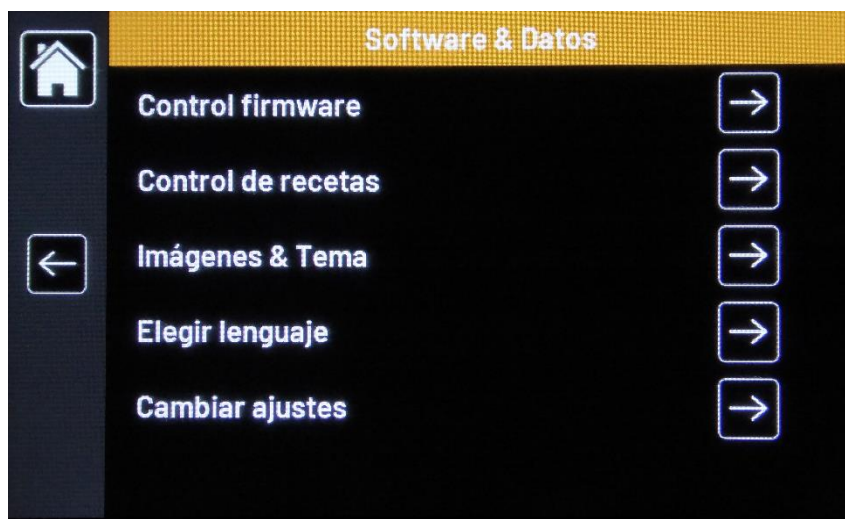 Software & Datos
Control firmware
Control de recetas
Imágenes & Tema
Elegir lenguaje
Cambiar ajustes